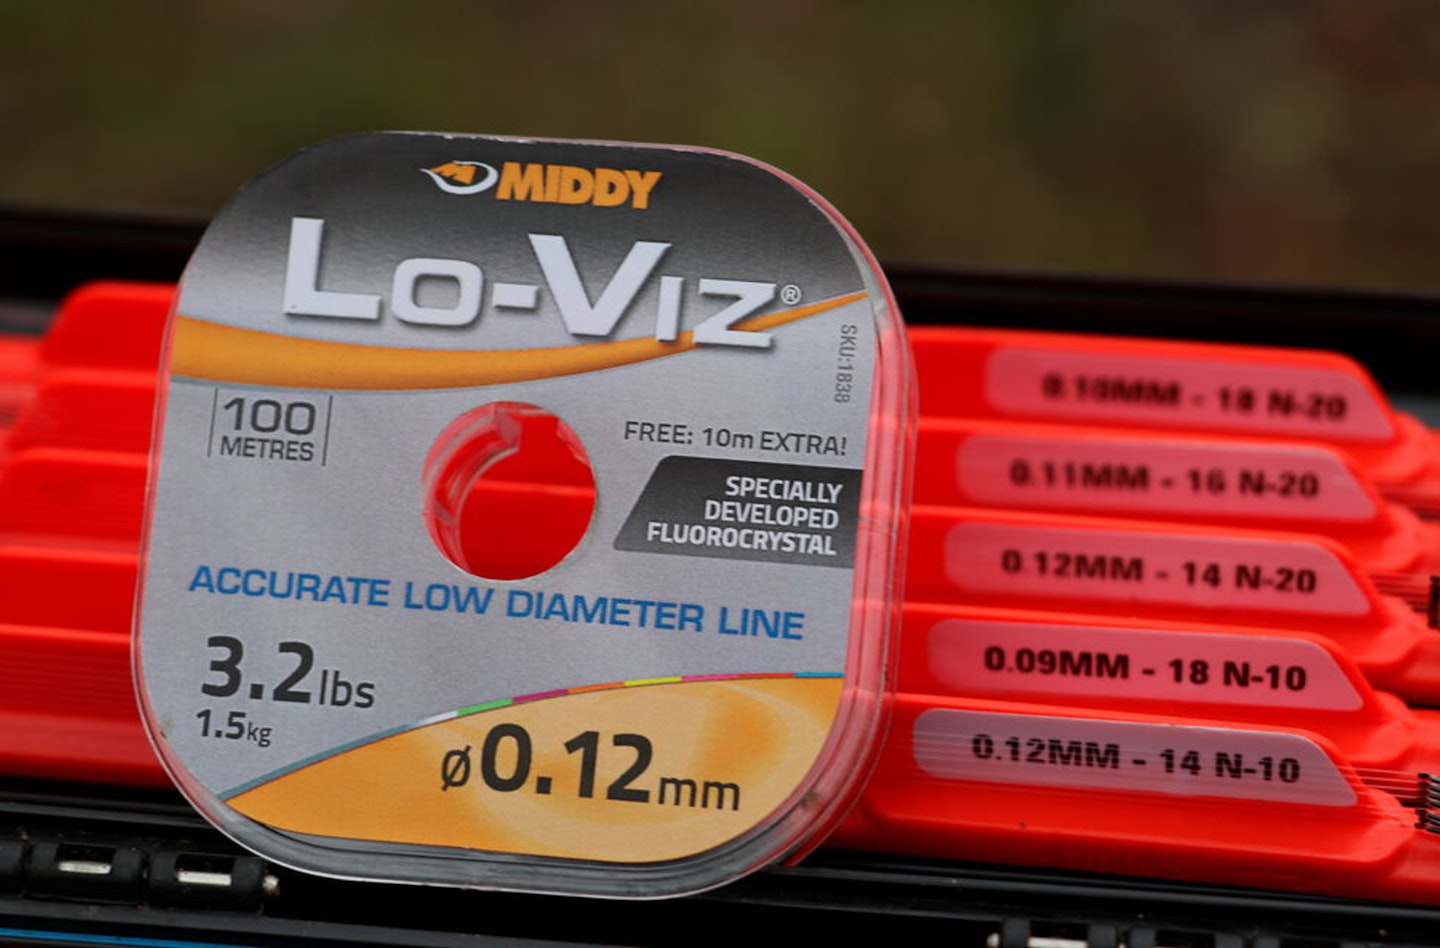 MIDDY
LO-VIZ®
SKU:1838
100
METRES
FREE: 10m EXTRA!
SPECIALLY
DEVELOPED
FLUOROCRYSTAL
ACCURATE LOW DIAMETER LINE
3.2lbs
1.5kg
ø0.12mm
0.10MM - 18 N-20
0.11MM - 16 N-20
0.12MM - 14 N-20
0.09MM - 18 N-10
0.12MM - 14 N-10